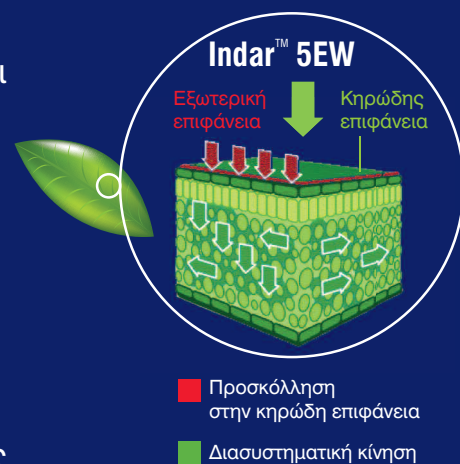 Indar™ 5EW
Εξωτερική
επιφάνεια
Κηρώδης
επιφάνεια
Προσκόλληση
στην κηρώδη επιφάνεια
Διασυστηματική κίνηση